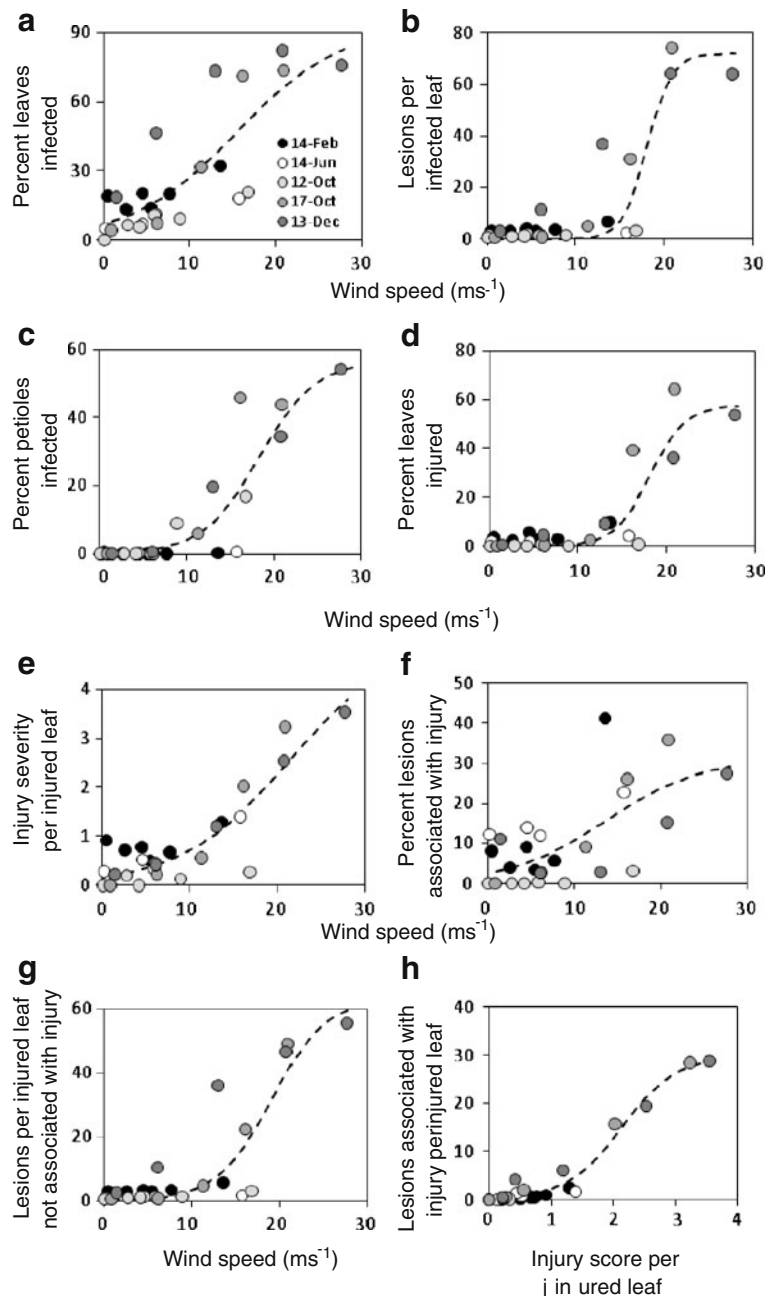 a
b
90
60
30
0
Percent leaves
infected
14-Feb
14-Jun
12-Oct
17-Oct
13-Dec
0 10 20 30
80
60
40
20
0
Lesions per
infected leaf
0 10 20 30
Wind speed (ms-1)
c
d
60
40
20
0
Percent petioles
infected
0 10 20 30
80
60
40
20
0
Percent leaves
injured
0 10 20 30
Wind speed (ms-1)
e
f
4
3
2
1
0
Injury severity
per injured leaf
0 10 20 30
50
40
30
20
10
0
Percent lesions
associated with injury
0 10 20 30
Wind speed (ms-1)
g
h
60
40
20
0
Lesions per injured leaf
not associated with injury
0 10 20 30
Wind speed (ms-1)
40
30
20
10
0
Lesions associated with
injury perinjured leaf
0 1 2 3 4
Injury score per
j in ured leaf